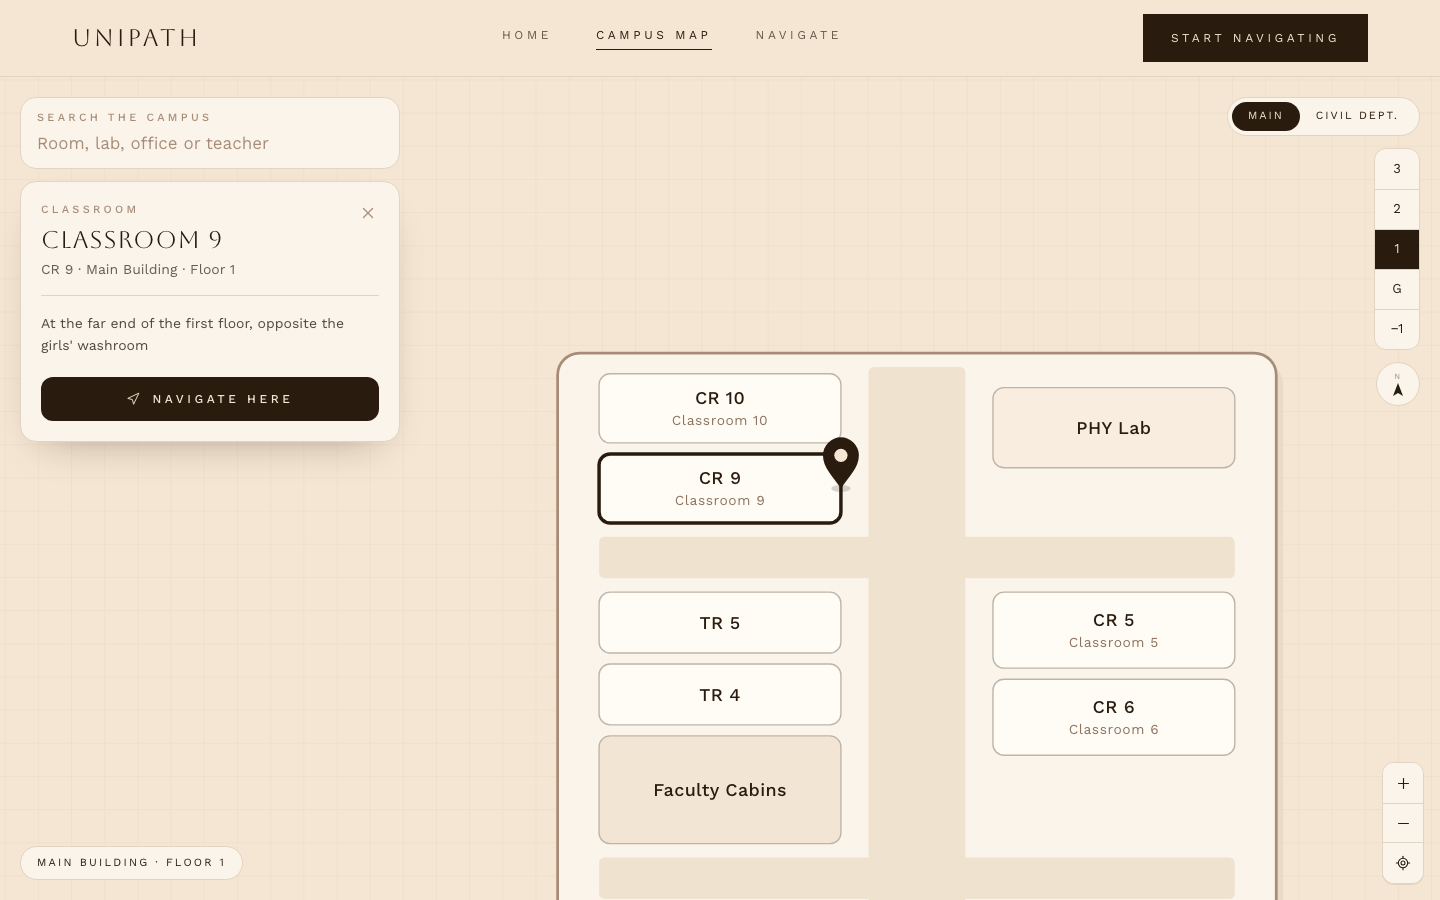 UNIPATH
HOME
CAMPUS MAP
NAVIGATE
START NAVIGATING
SEARCH THE CAMPUS
Room, lab, office or teacher
CLASSROOM
CLASSROOM 9
CR 9 · Main Building · Floor 1
At the far end of the first floor, opposite the
girls' washroom
NAVIGATE HERE
MAIN
CIVIL DEPT.
3
2
1
G
−1
N
CR 10
Classroom 10
PHY Lab
CR 9
Classroom 9
TR 5
CR 5
Classroom 5
TR 4
CR 6
Classroom 6
Faculty Cabins
MAIN BUILDING · FLOOR 1